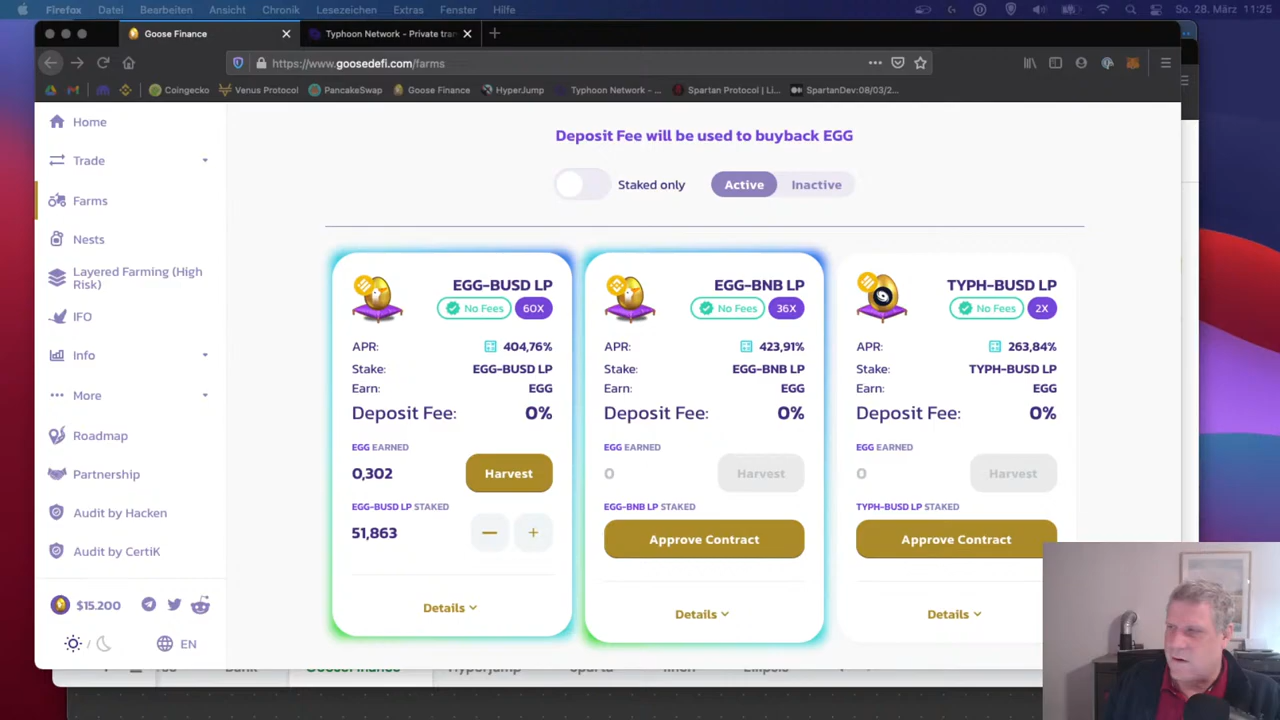 Firefox Datei Bearbeiten Ansicht Chronik Lesezeichen Extras Fenster Hilfe So. 28. März 11:25
Goose Finance
Typhoon Network - Private tran
https://www.goosedefi.com/farms
Coingecko Venus Protocol PancakeSwap Goose Finance HyperJump Typhoon Network - ... Spartan Protocol | Li... SpartanDev:08/03/2...
Home
Trade
Farms
Nests
Layered Farming (High
Risk)
IFO
Info
More
Roadmap
Partnership
Audit by Hacken
Audit by CertiK
$15.200
EN
Deposit Fee will be used to buyback EGG
Staked only
Active Inactive
EGG-BUSD LP
No Fees 60X
APR: 404,76%
Stake: EGG-BUSD LP
Earn: EGG
Deposit Fee: 0%
EGG EARNED
0,302 Harvest
EGG-BUSD LP STAKED
51,863
Details
EGG-BNB LP
No Fees 36X
APR: 423,91%
Stake: EGG-BNB LP
Earn: EGG
Deposit Fee: 0%
EGG EARNED
0 Harvest
EGG-BNB LP STAKED
Approve Contract
Details
TYPH-BUSD LP
No Fees 2X
APR: 263,84%
Stake: TYPH-BUSD LP
Earn: EGG
Deposit Fee: 0%
EGG EARNED
0 Harvest
TYPH-BUSD LP STAKED
Approve Contract
Details